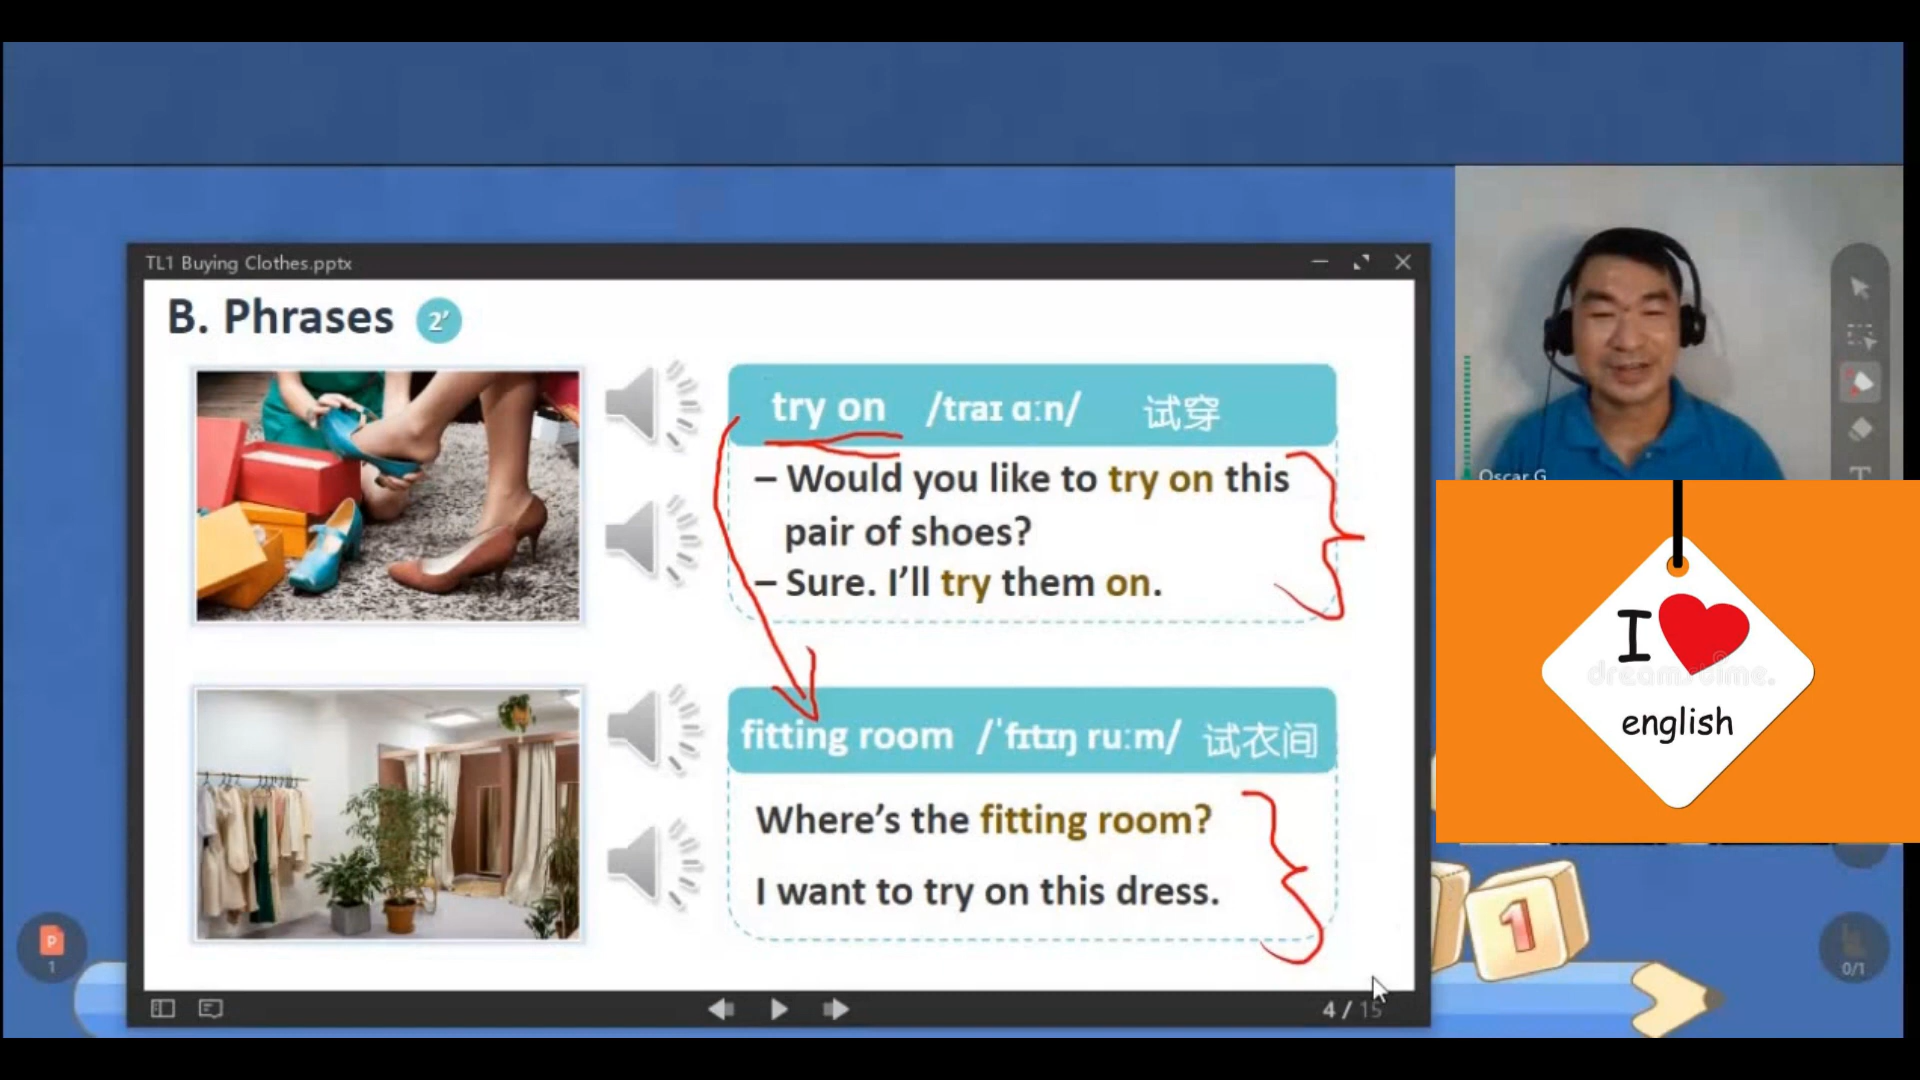 TL1 Buying Clothes.pptx
B. Phrases 2′
try on /traɪ ɑːn/ 试穿
– Would you like to try on this
pair of shoes?
– Sure. I’ll try them on.
fitting room /ˈfɪtɪŋ ruːm/ 试衣间
Where’s the fitting room?
I want to try on this dress.
4 / 15
Oscar G
T
I
dreamstime.
english
1
P
1
0/1